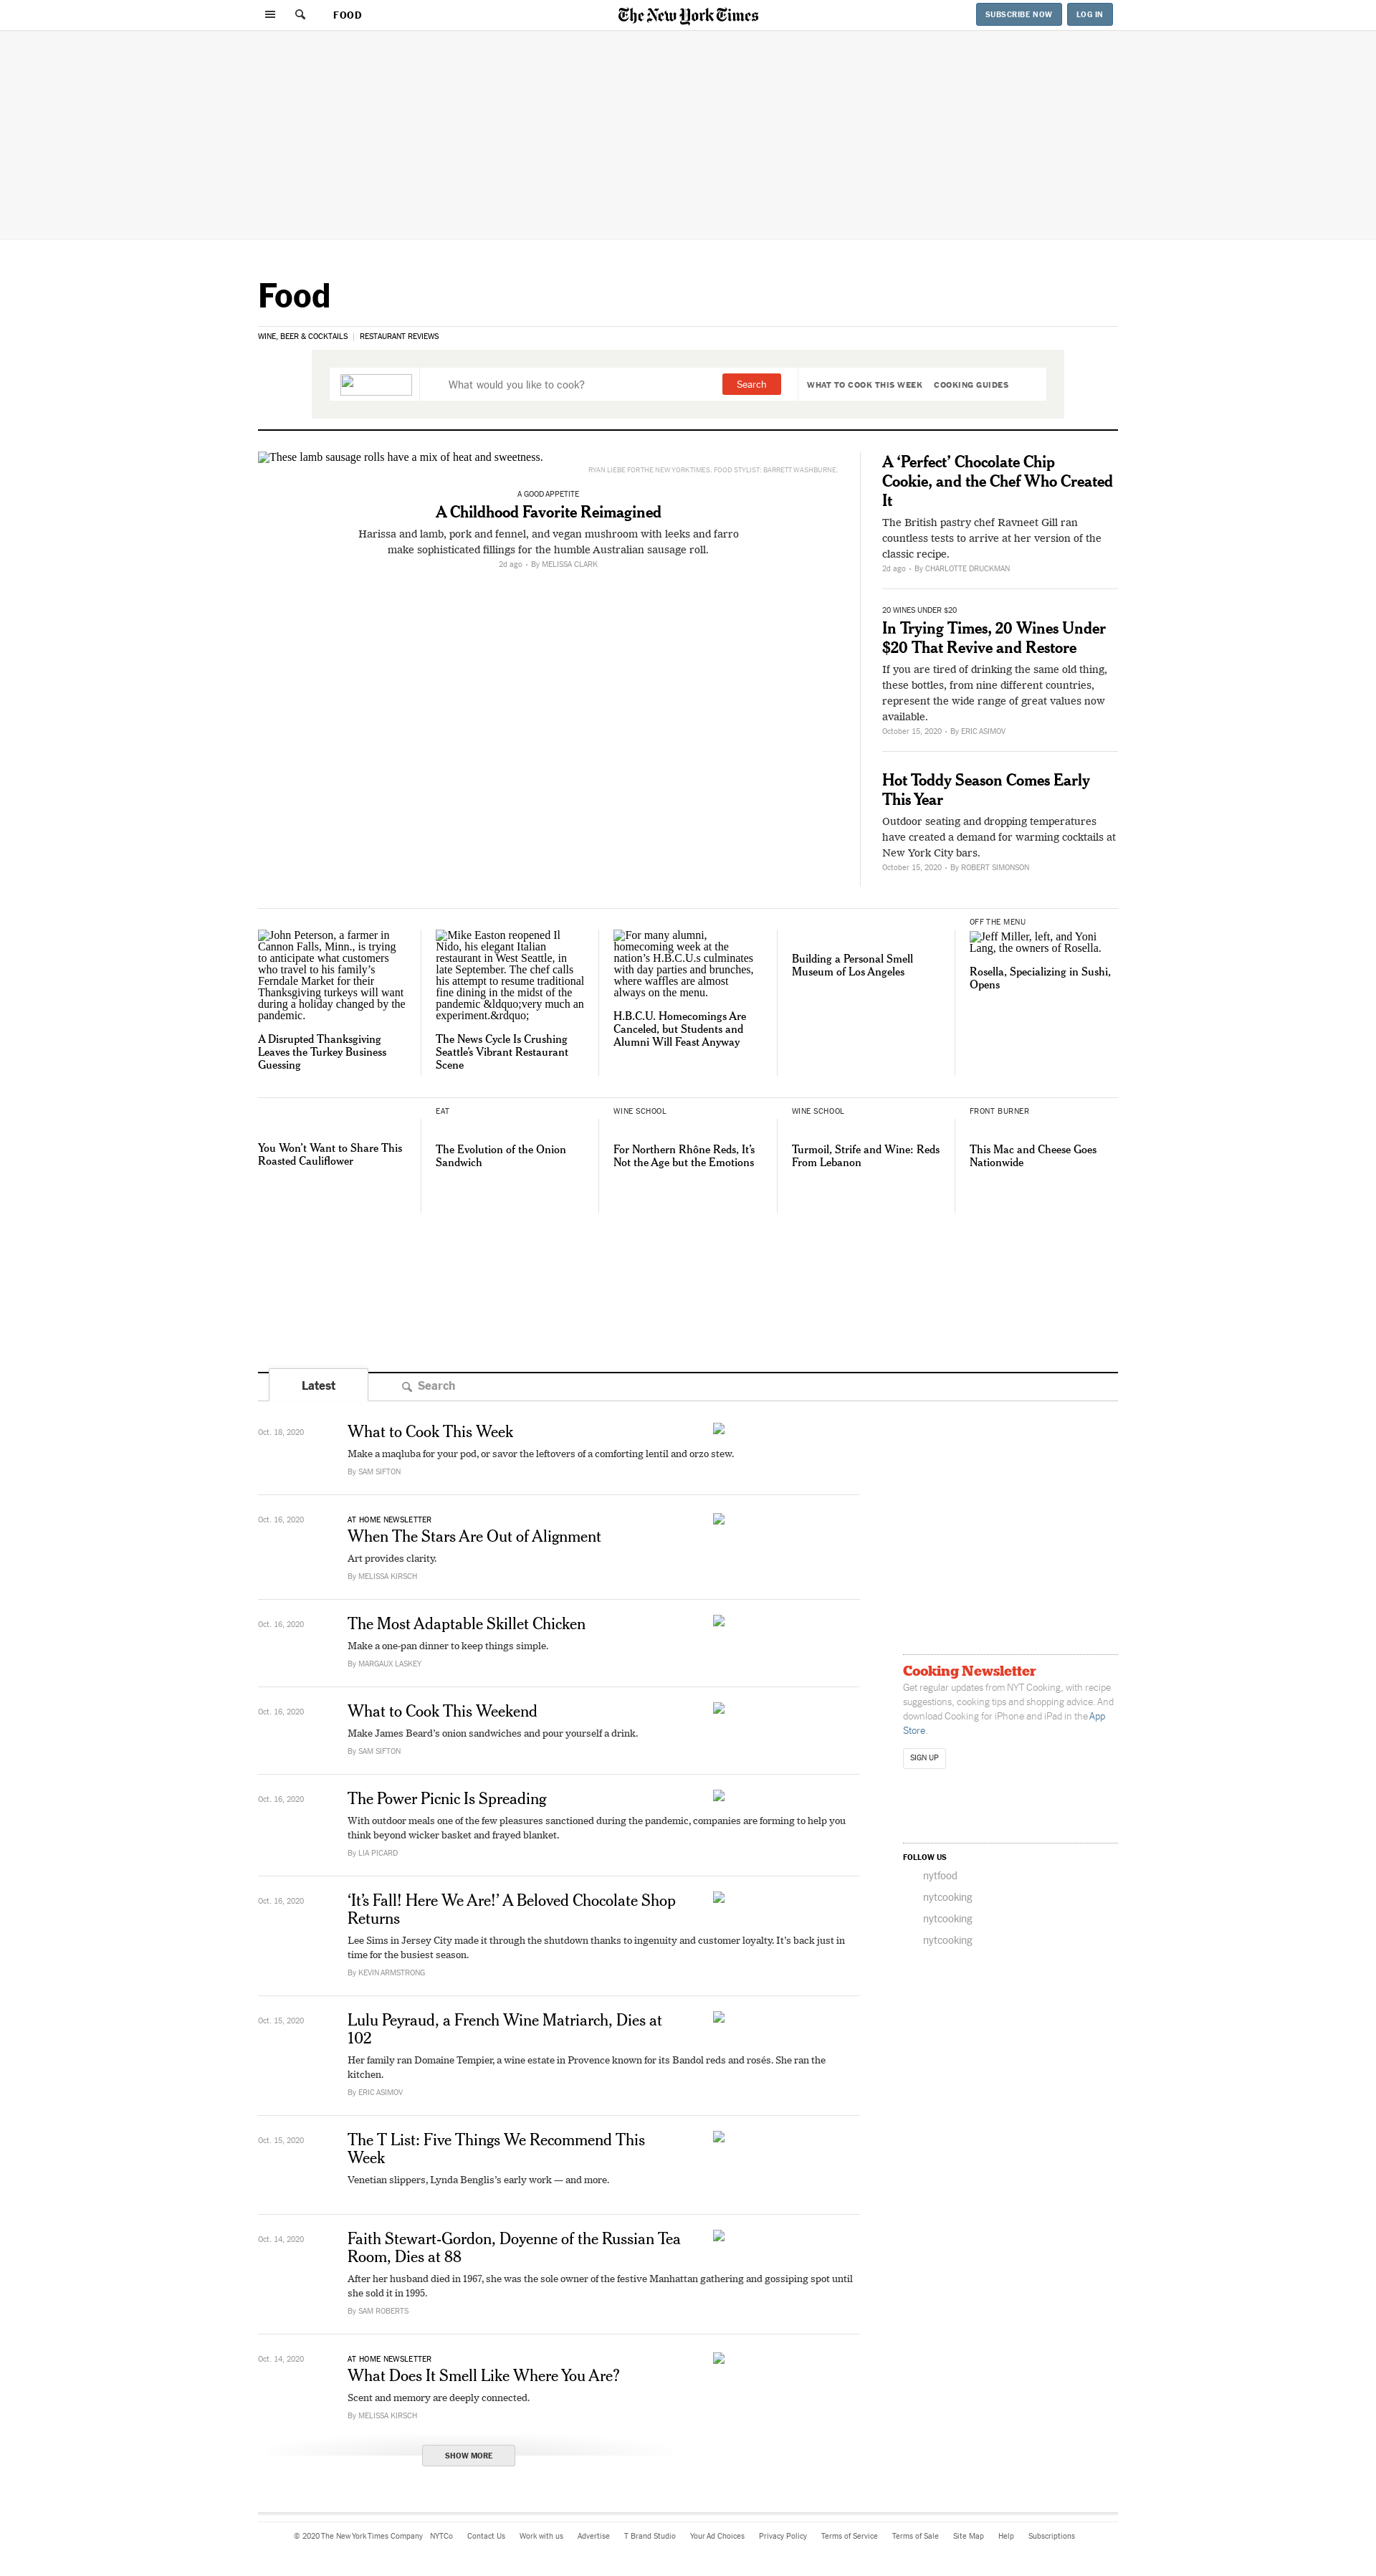 FOOD
The New York Times
SUBSCRIBE NOW
LOG IN
Food
WINE, BEER & COCKTAILS
RESTAURANT REVIEWS
What would you like to cook?
Search
WHAT TO COOK THIS WEEK
COOKING GUIDES
These lamb sausage rolls have a mix of heat and sweetness.
RYAN LIEBE FOR THE NEW YORK TIMES. FOOD STYLIST: BARRETT WASHBURNE.
A GOOD APPETITE
A Childhood Favorite Reimagined
Harissa and lamb, pork and fennel, and vegan mushroom with leeks and farro
make sophisticated fillings for the humble Australian sausage roll.
2d ago • By MELISSA CLARK
A ‘Perfect’ Chocolate Chip
Cookie, and the Chef Who Created
It
The British pastry chef Ravneet Gill ran
countless tests to arrive at her version of the
classic recipe.
2d ago • By CHARLOTTE DRUCKMAN
20 WINES UNDER $20
In Trying Times, 20 Wines Under
$20 That Revive and Restore
If you are tired of drinking the same old thing,
these bottles, from nine different countries,
represent the wide range of great values now
available.
October 15, 2020 • By ERIC ASIMOV
Hot Toddy Season Comes Early
This Year
Outdoor seating and dropping temperatures
have created a demand for warming cocktails at
New York City bars.
October 15, 2020 • By ROBERT SIMONSON
John Peterson, a farmer in
Cannon Falls, Minn., is trying
to anticipate what customers
who travel to his family’s
Ferndale Market for their
Thanksgiving turkeys will want
during a holiday changed by the
pandemic.
A Disrupted Thanksgiving
Leaves the Turkey Business
Guessing
Mike Easton reopened Il
Nido, his elegant Italian
restaurant in West Seattle, in
late September. The chef calls
his attempt to resume traditional
fine dining in the midst of the
pandemic &ldquo;very much an
experiment.&rdquo;
The News Cycle Is Crushing
Seattle’s Vibrant Restaurant
Scene
For many alumni,
homecoming week at the
nation’s H.B.C.U.s culminates
with day parties and brunches,
where waffles are almost
always on the menu.
H.B.C.U. Homecomings Are
Canceled, but Students and
Alumni Will Feast Anyway
Building a Personal Smell
Museum of Los Angeles
OFF THE MENU
Jeff Miller, left, and Yoni
Lang, the owners of Rosella.
Rosella, Specializing in Sushi,
Opens
You Won’t Want to Share This
Roasted Cauliflower
EAT
The Evolution of the Onion
Sandwich
WINE SCHOOL
For Northern Rhône Reds, It’s
Not the Age but the Emotions
WINE SCHOOL
Turmoil, Strife and Wine: Reds
From Lebanon
FRONT BURNER
This Mac and Cheese Goes
Nationwide
Latest
Search
Oct. 18, 2020
What to Cook This Week
Make a maqluba for your pod, or savor the leftovers of a comforting lentil and orzo stew.
By SAM SIFTON
Oct. 16, 2020
AT HOME NEWSLETTER
When The Stars Are Out of Alignment
Art provides clarity.
By MELISSA KIRSCH
Oct. 16, 2020
The Most Adaptable Skillet Chicken
Make a one-pan dinner to keep things simple.
By MARGAUX LASKEY
Oct. 16, 2020
What to Cook This Weekend
Make James Beard’s onion sandwiches and pour yourself a drink.
By SAM SIFTON
Oct. 16, 2020
The Power Picnic Is Spreading
With outdoor meals one of the few pleasures sanctioned during the pandemic, companies are forming to help you
think beyond wicker basket and frayed blanket.
By LIA PICARD
Oct. 16, 2020
‘It’s Fall! Here We Are!’ A Beloved Chocolate Shop
Returns
Lee Sims in Jersey City made it through the shutdown thanks to ingenuity and customer loyalty. It’s back just in
time for the busiest season.
By KEVIN ARMSTRONG
Oct. 15, 2020
Lulu Peyraud, a French Wine Matriarch, Dies at
102
Her family ran Domaine Tempier, a wine estate in Provence known for its Bandol reds and rosés. She ran the
kitchen.
By ERIC ASIMOV
Oct. 15, 2020
The T List: Five Things We Recommend This
Week
Venetian slippers, Lynda Benglis’s early work — and more.
Oct. 14, 2020
Faith Stewart-Gordon, Doyenne of the Russian Tea
Room, Dies at 88
After her husband died in 1967, she was the sole owner of the festive Manhattan gathering and gossiping spot until
she sold it in 1995.
By SAM ROBERTS
Oct. 14, 2020
AT HOME NEWSLETTER
What Does It Smell Like Where You Are?
Scent and memory are deeply connected.
By MELISSA KIRSCH
SHOW MORE
Cooking Newsletter
Get regular updates from NYT Cooking, with recipe
suggestions, cooking tips and shopping advice. And
download Cooking for iPhone and iPad in the App
Store.
SIGN UP
FOLLOW US
nytfood
nytcooking
nytcooking
nytcooking
© 2020 The New York Times Company NYTCo Contact Us Work with us Advertise T Brand Studio Your Ad Choices Privacy Policy Terms of Service Terms of Sale Site Map Help Subscriptions